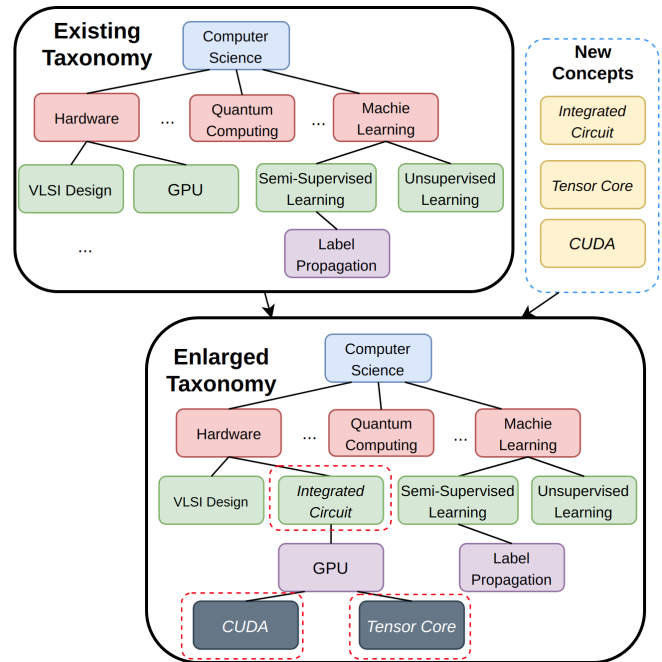 Existing
Taxonomy
Computer
Science
Hardware
...
Quantum
Computing
...
Machie
Learning
VLSI Design
GPU
Semi-Supervised
Learning
Unsupervised
Learning
...
Label
Propagation
New
Concepts
Integrated
Circuit
Tensor Core
CUDA
Enlarged
Taxonomy
Computer
Science
Hardware
...
Quantum
Computing
...
Machie
Learning
VLSI Design
Integrated
Circuit
Semi-Supervised
Learning
Unsupervised
Learning
GPU
Label
Propagation
CUDA
Tensor Core